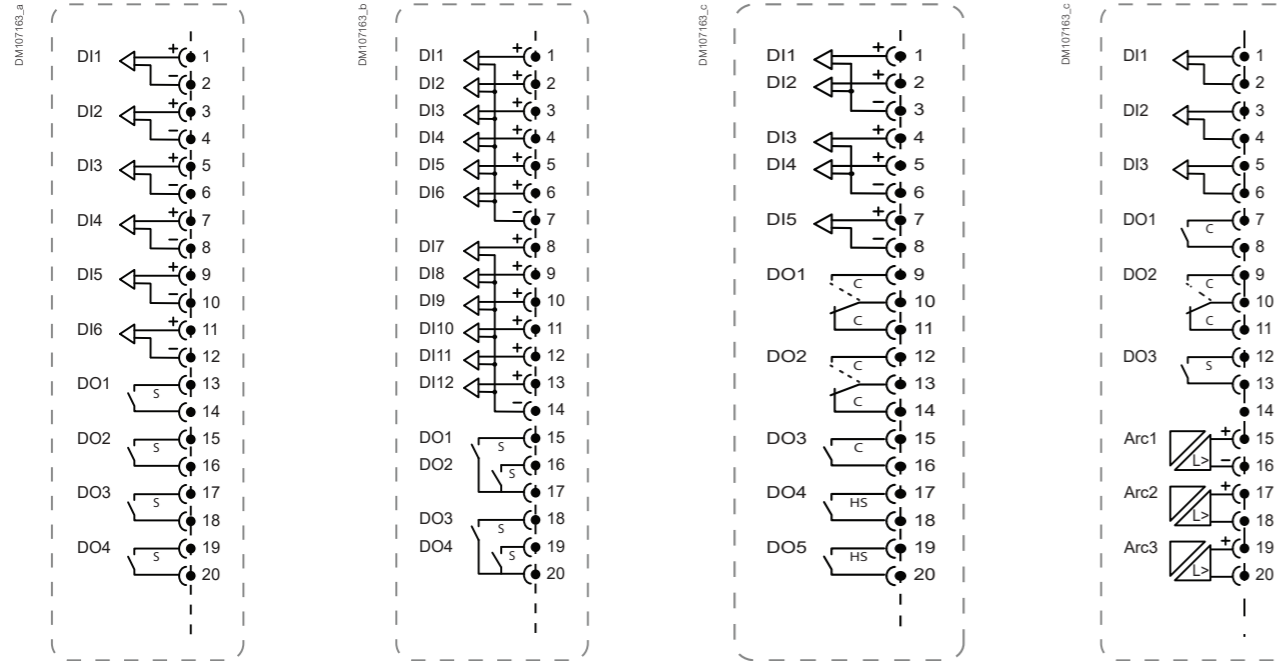 DM107163_a
DI1 + 1
− 2
DI2 + 3
− 4
DI3 + 5
− 6
DI4 + 7
− 8
DI5 + 9
− 10
DI6 + 11
− 12
DO1 13
S
14
DO2 15
S
16
DO3 17
S
18
DO4 19
S
20
DM107163_b
DI1 + 1
DI2 + 2
DI3 + 3
DI4 + 4
DI5 + 5
DI6 + 6
− 7
DI7 + 8
DI8 + 9
DI9 + 10
DI10 + 11
DI11 + 12
DI12 + 13
− 14
DO1 15
S
DO2 16
S
17
DO3 18
S
DO4 19
S
20
DM107163_c
DI1 + 1
DI2 + 2
− 3
DI3 + 4
DI4 + 5
− 6
DI5 + 7
− 8
DO1 9
C
10
C
11
DO2 12
C
13
C
14
DO3 15
C
16
DO4 17
HS
18
DO5 19
HS
20
DM107163_c
DI1 1
2
DI2 3
4
DI3 5
6
DO1 7
C
8
DO2 9
C
10
C
11
DO3 12
S
13
14
Arc1 + 15
L> − 16
Arc2 + 17
L> 18
Arc3 + 19
L> 20